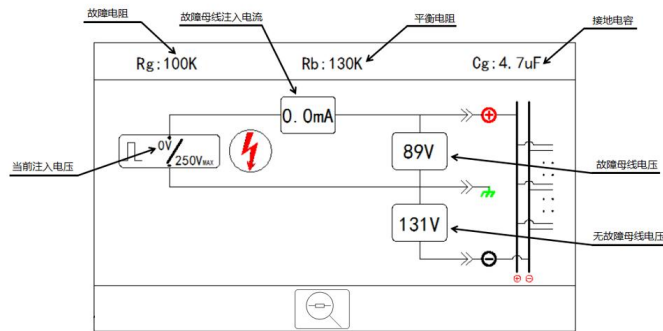 故障电阻
故障母线注入电流
平衡电阻
接地电容
Rg:100K
Rb:130K
Cg:4.7uF
0.0mA
0V
250VMAX
当前注入电压
89V
故障母线电压
131V
无故障母线电压